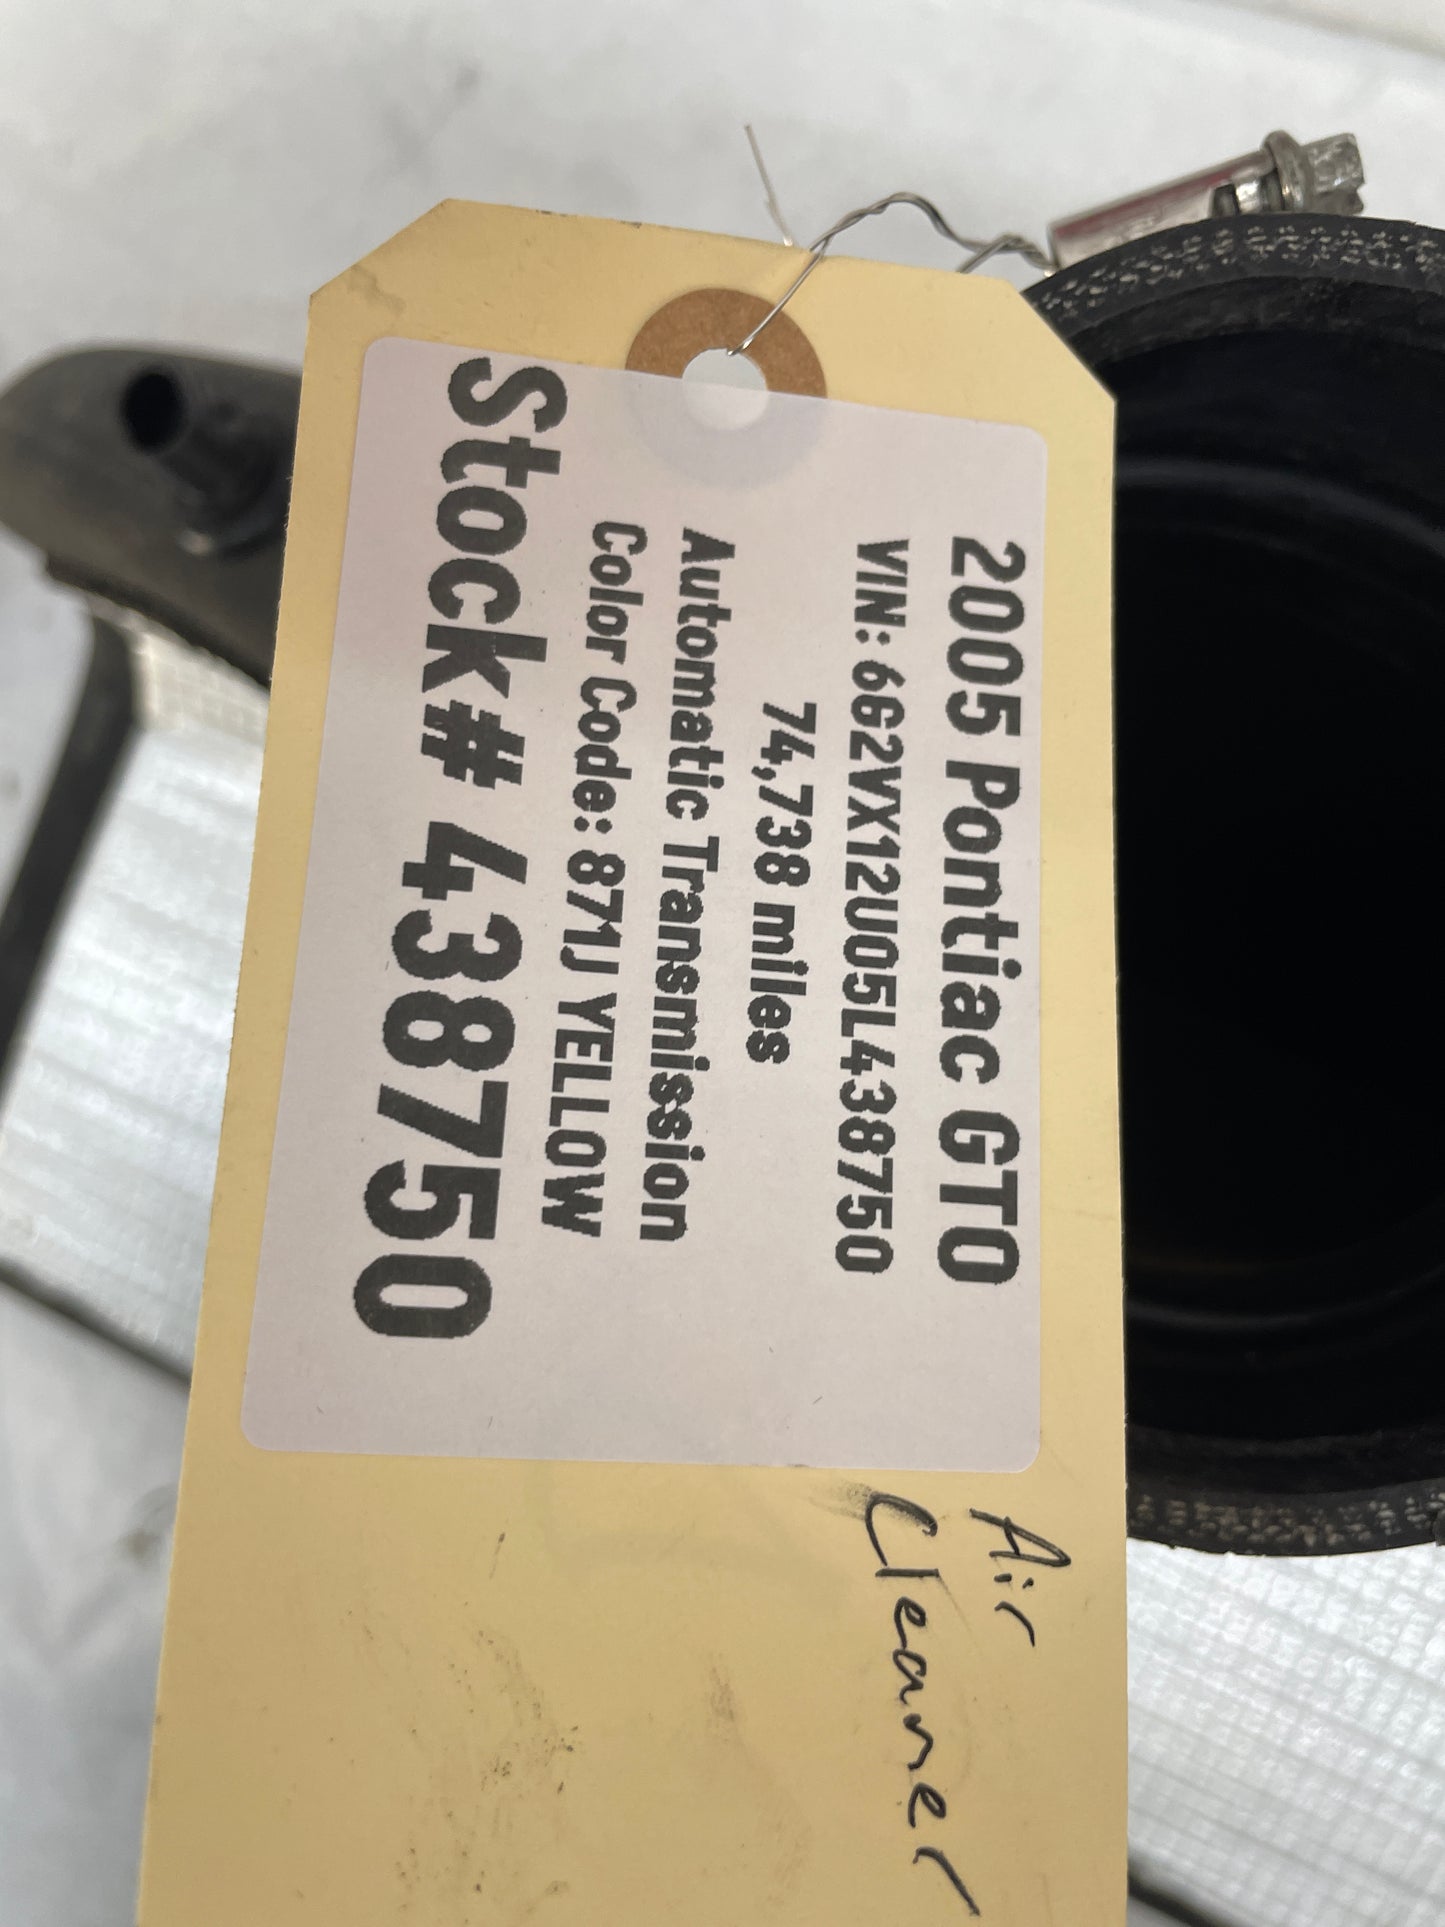 2005 Pontiac GTO
VIN: 6G2VX12U05L438750
74,738 miles
Automatic Transmission
Color Code: 871J YELLOW
Stock# 438750
Air
Cleaner